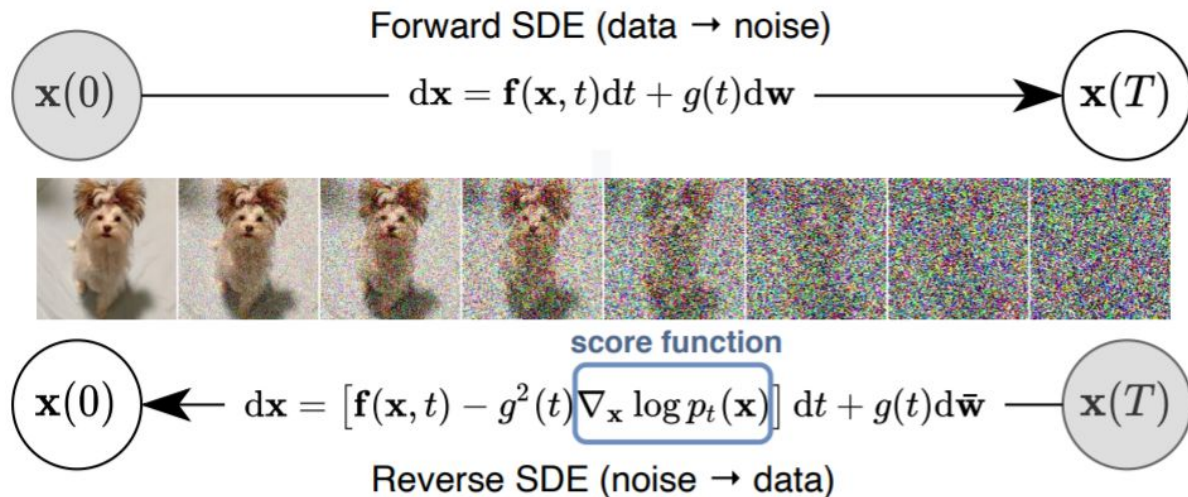 Forward SDE (data → noise)
x(0) dx = f(x, t)dt + g(t)dw x(T)
score function
x(0) dx = [f(x, t) − g²(t)∇ₓ log pₜ(x)] dt + g(t)dw̄ x(T)
Reverse SDE (noise → data)